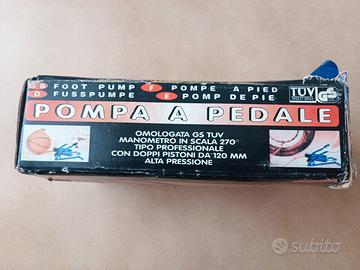 GB FOOT PUMP F POMPE A PIED
D FUSSPUMPE E POMP DE PIE
TÜV GS
POMPA A PEDALE
OMOLOGATA GS TUV
MANOMETRO IN SCALA 270°
TIPO PROFESSIONALE
CON DOPPI PISTONI DA 120 MM
ALTA PRESSIONE
subito